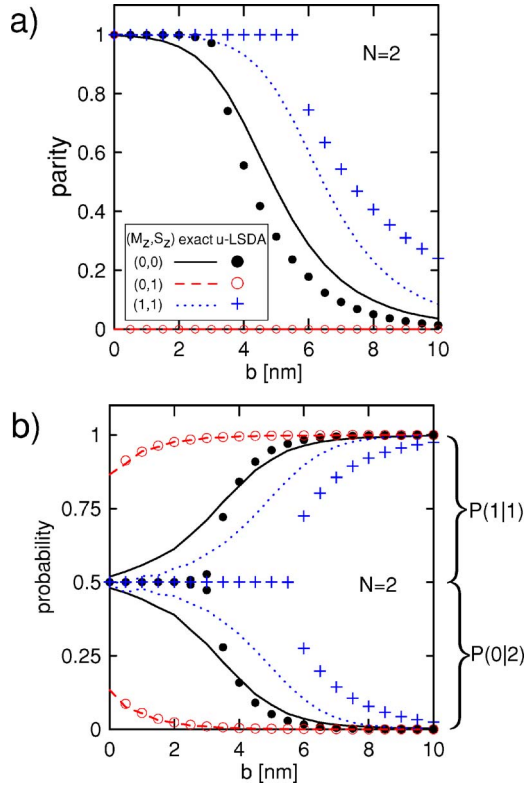 a)
1
0.8
0.6
0.4
0.2
0
parity
N=2
(Mz,Sz) exact u-LSDA
(0,0)
(0,1)
(1,1)
0 2 4 6 8 10
b [nm]
b)
1
0.75
0.5
0.25
0
probability
N=2
P(1|1)
P(0|2)
0 2 4 6 8 10
b [nm]